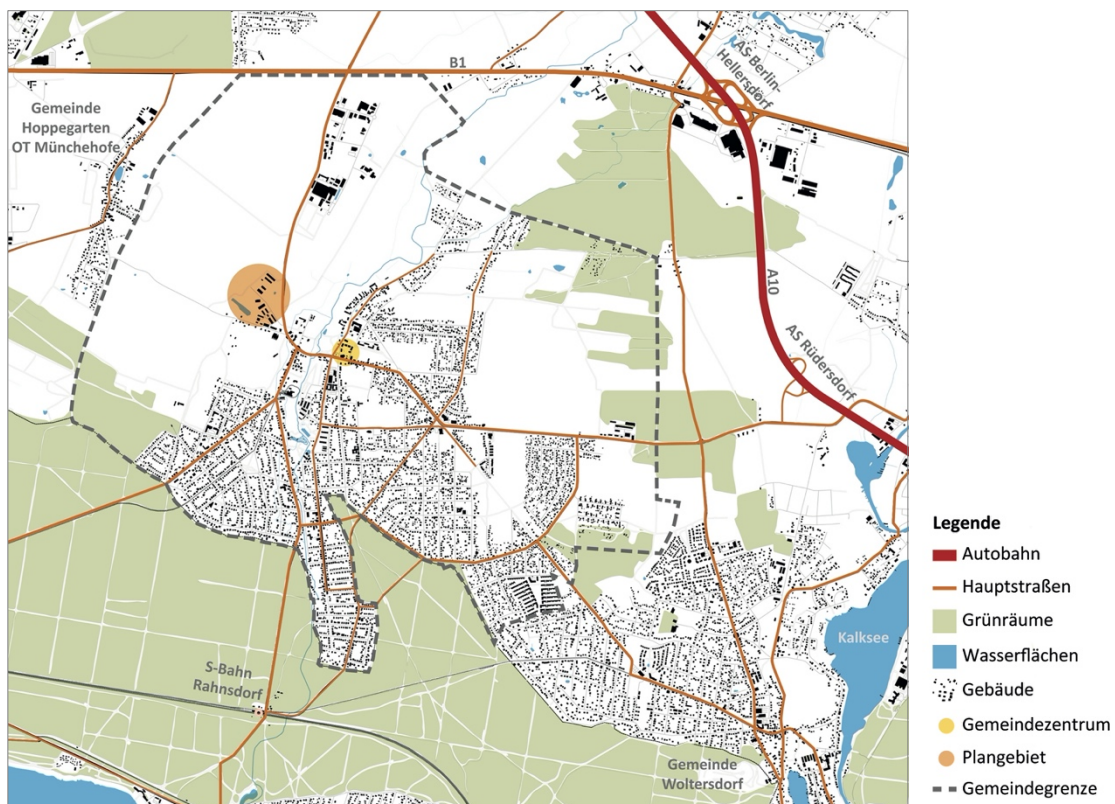 B1
AS Berlin-
Hellersdorf
Gemeinde
Hoppegarten
OT Münchehofe
A10
AS Rüdersdorf
Kalksee
S-Bahn
Rahnsdorf
Gemeinde
Woltersdorf
Legende
Autobahn
Hauptstraßen
Grünräume
Wasserflächen
Gebäude
Gemeindezentrum
Plangebiet
Gemeindegrenze